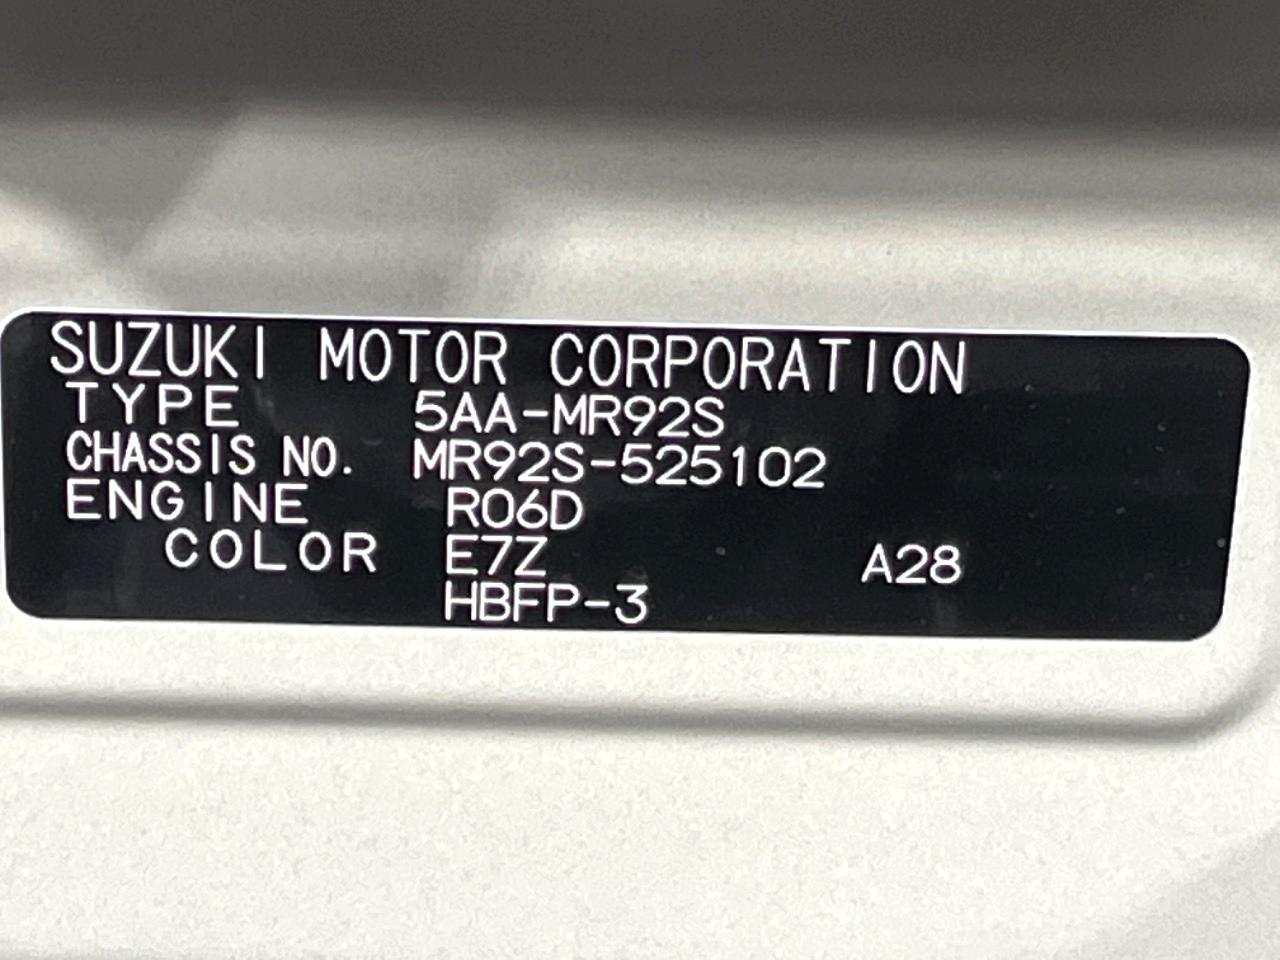 SUZUKI MOTOR CORPORATION
TYPE 5AA-MR92S
CHASSIS NO. MR92S-525102
ENGINE R06D
COLOR E7Z A28
HBFP-3